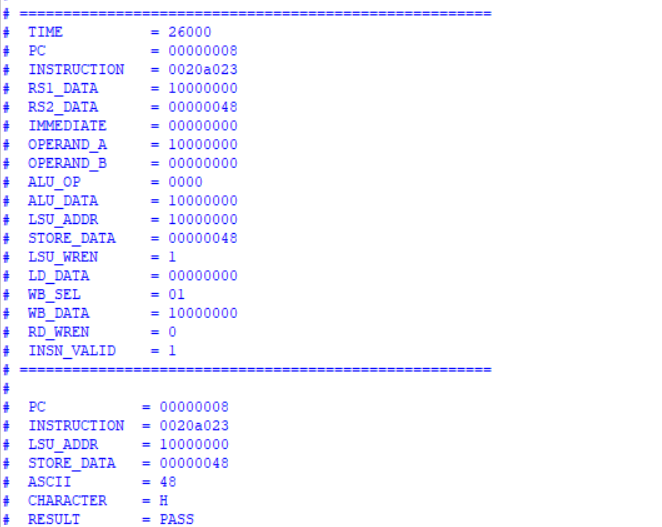 # ======================================================
# TIME = 26000
# PC = 00000008
# INSTRUCTION = 0020a023
# RS1_DATA = 10000000
# RS2_DATA = 00000048
# IMMEDIATE = 00000000
# OPERAND_A = 10000000
# OPERAND_B = 00000000
# ALU_OP = 0000
# ALU_DATA = 10000000
# LSU_ADDR = 10000000
# STORE_DATA = 00000048
# LSU_WREN = 1
# LD_DATA = 00000000
# WB_SEL = 01
# WB_DATA = 10000000
# RD_WREN = 0
# INSN_VALID = 1
# ======================================================
#
# PC = 00000008
# INSTRUCTION = 0020a023
# LSU_ADDR = 10000000
# STORE_DATA = 00000048
# ASCII = 48
# CHARACTER = H
# RESULT = PASS